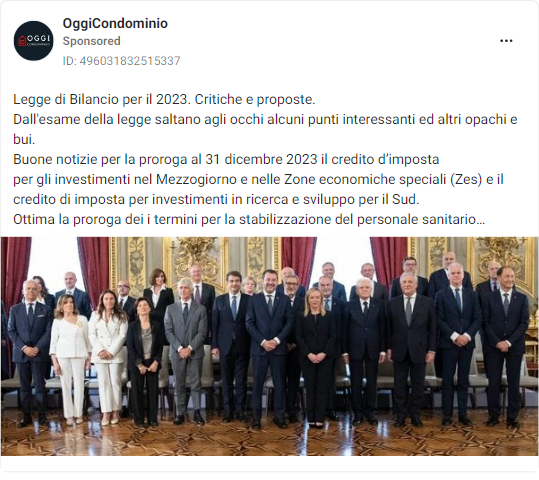 OGGI
CONDOMINIO
OggiCondominio
Sponsored
ID: 496031832515337
Legge di Bilancio per il 2023. Critiche e proposte.
Dall'esame della legge saltano agli occhi alcuni punti interessanti ed altri opachi e
bui.
Buone notizie per la proroga al 31 dicembre 2023 il credito d’imposta
per gli investimenti nel Mezzogiorno e nelle Zone economiche speciali (Zes) e il
credito di imposta per investimenti in ricerca e sviluppo per il Sud.
Ottima la proroga dei i termini per la stabilizzazione del personale sanitario…